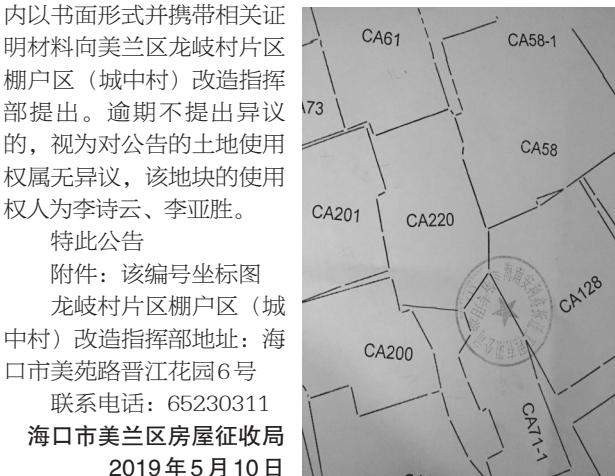 内以书面形式并携带相关证
明材料向美兰区龙岐村片区
棚户区（城中村）改造指挥
部提出。逾期不提出异议
的，视为对公告的土地使用
权属无异议，该地块的使用
权人为李诗云、李亚胜。
特此公告
附件：该编号坐标图
龙岐村片区棚户区（城
中村）改造指挥部地址：海
口市美苑路晋江花园6号
联系电话：65230311
海口市美兰区房屋征收局
2019年5月10日
CA61
CA58-1
A73
CA58
CA201
CA220
CA128
CA200
CA71-1